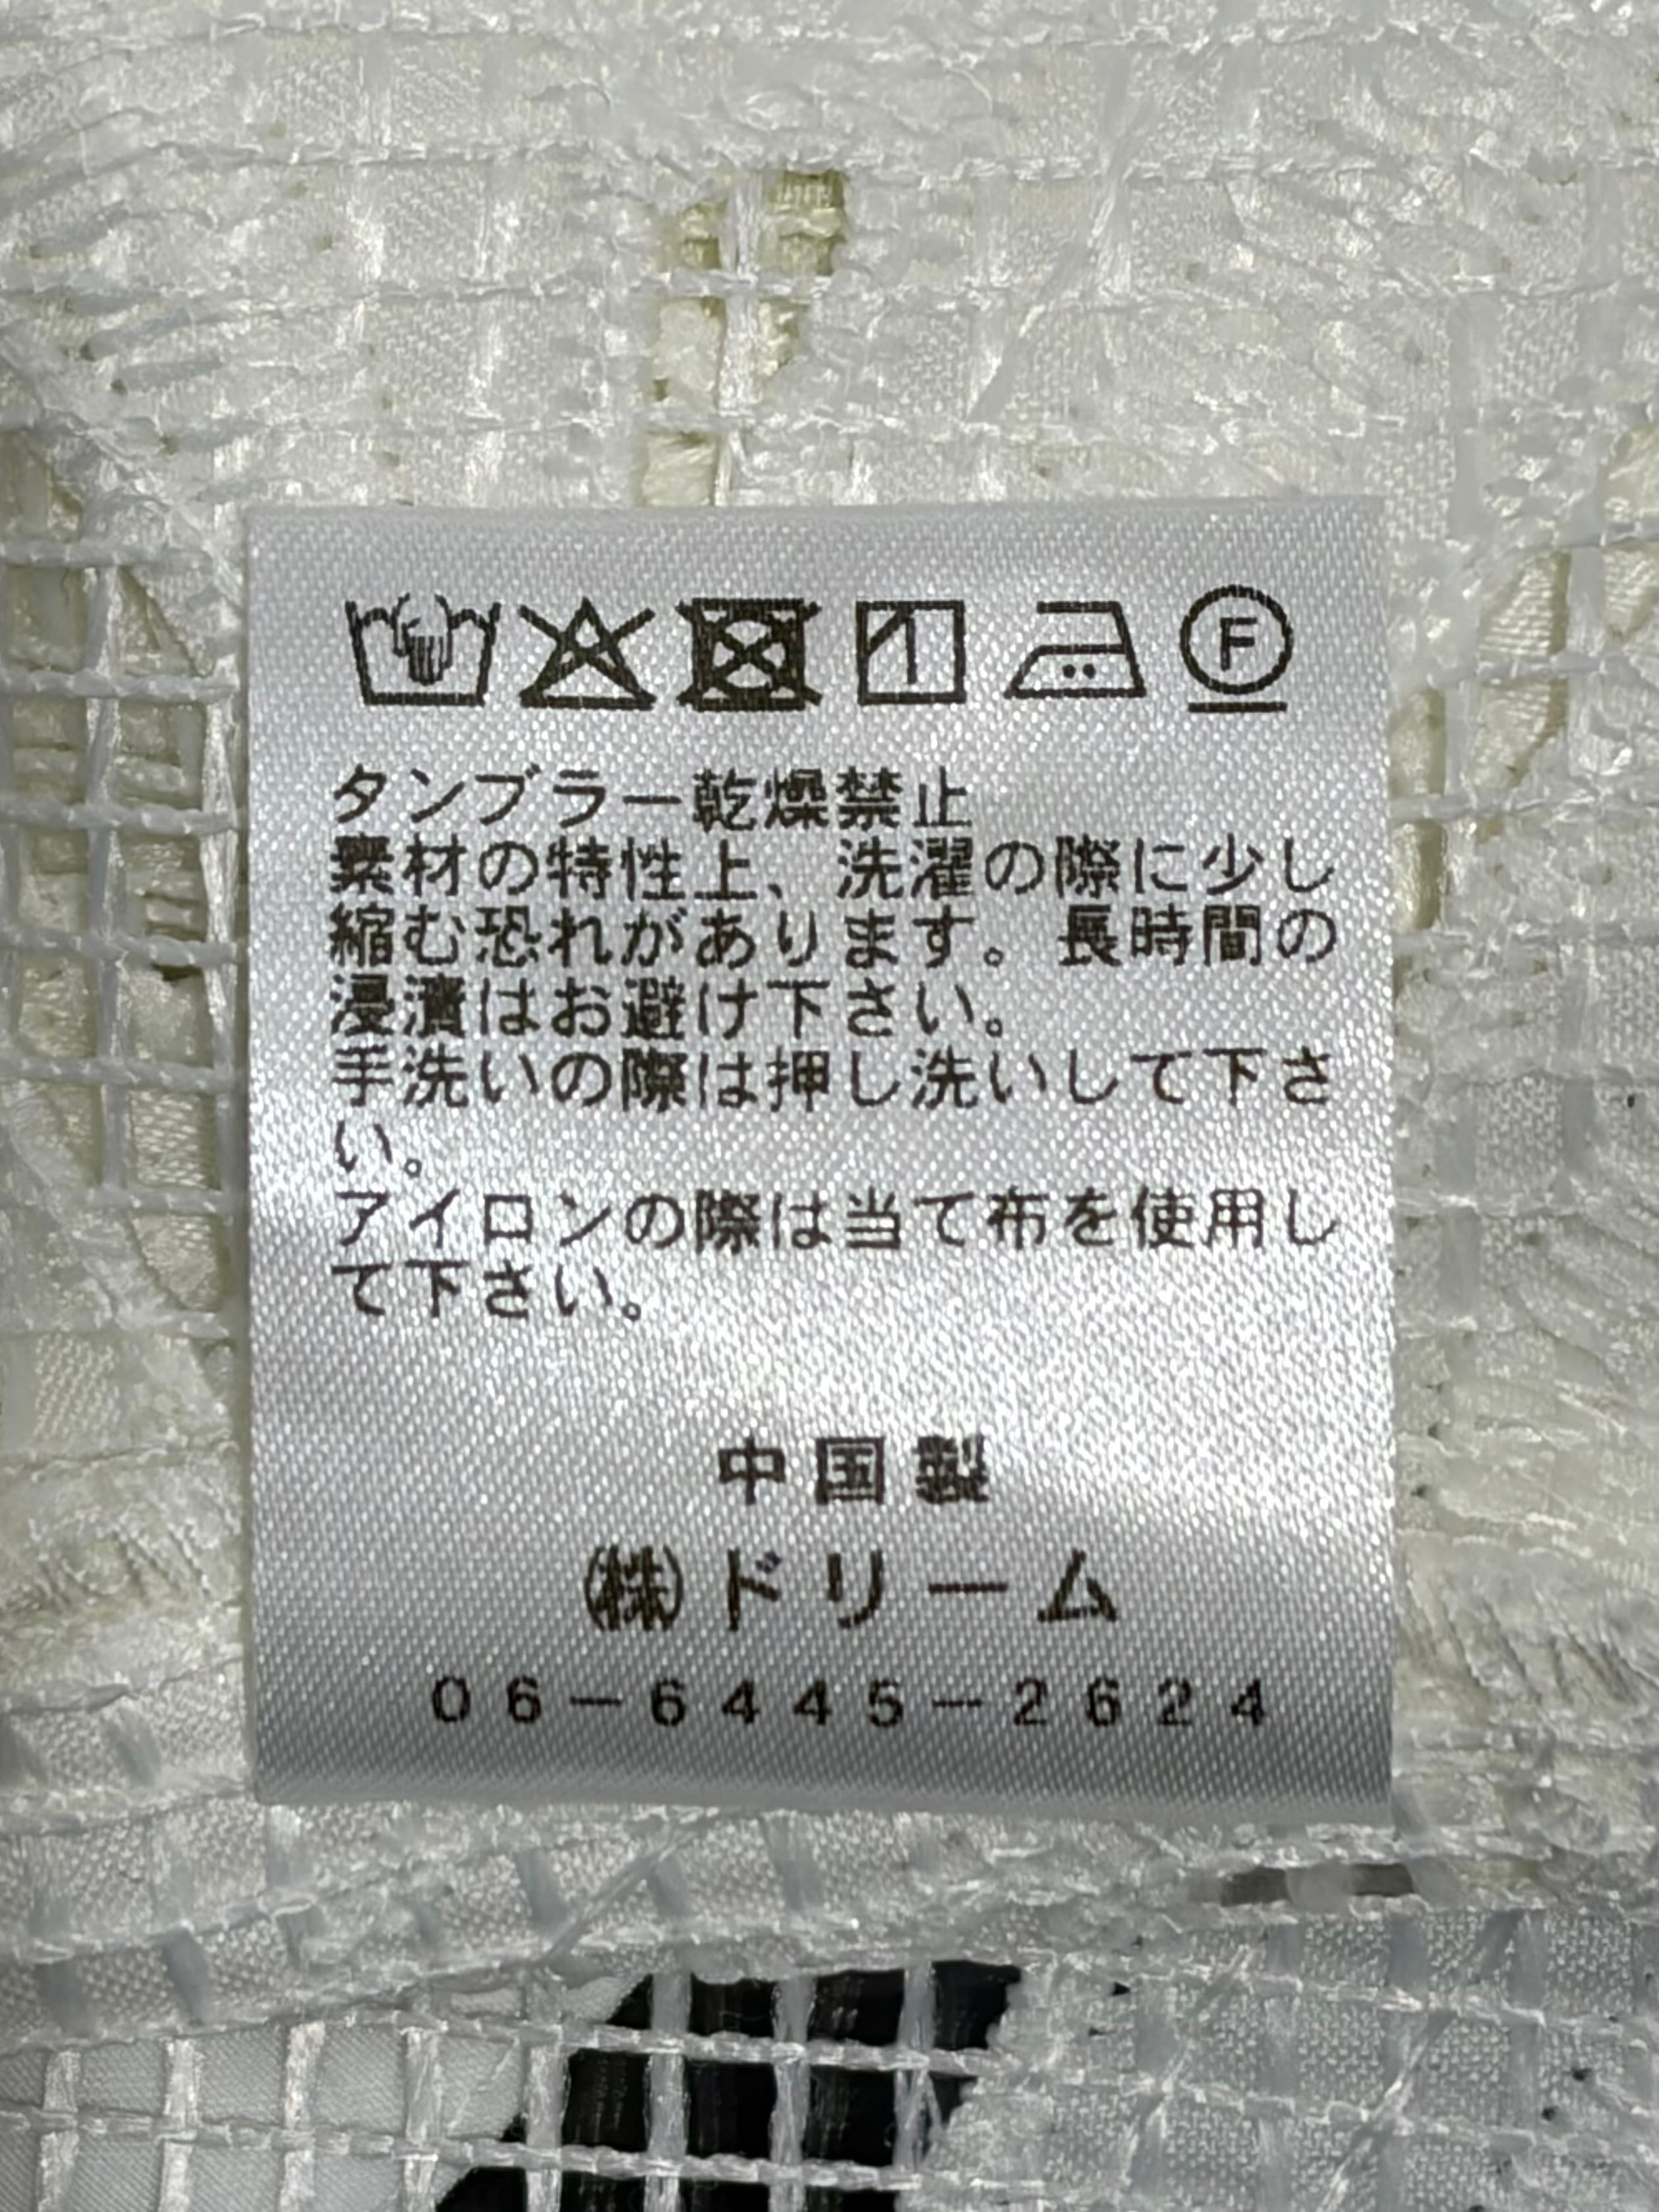 F
タンブラー乾燥禁止
素材の特性上、洗濯の際に少し
縮む恐れがあります。長時間の
浸漬はお避け下さい。
手洗いの際は押し洗いして下さ
い。
アイロンの際は当て布を使用し
て下さい。
中国製
㈱ドリーム
06-6445-2624